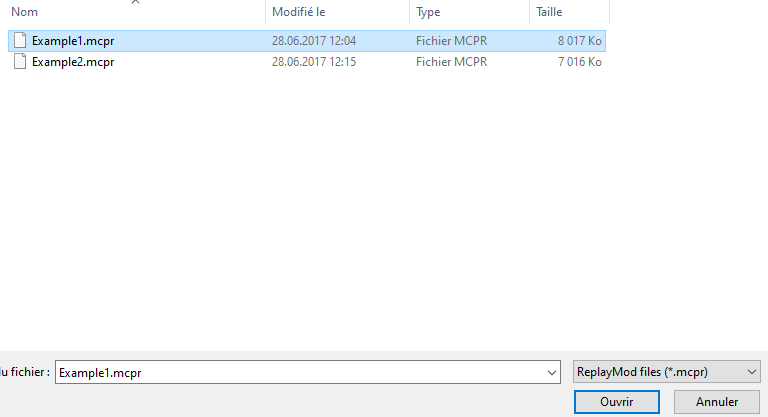 Nom Modifié le Type Taille
Example1.mcpr 28.06.2017 12:04 Fichier MCPR 8 017 Ko
Example2.mcpr 28.06.2017 12:15 Fichier MCPR 7 016 Ko
du fichier : Example1.mcpr ReplayMod files (*.mcpr)
Ouvrir Annuler